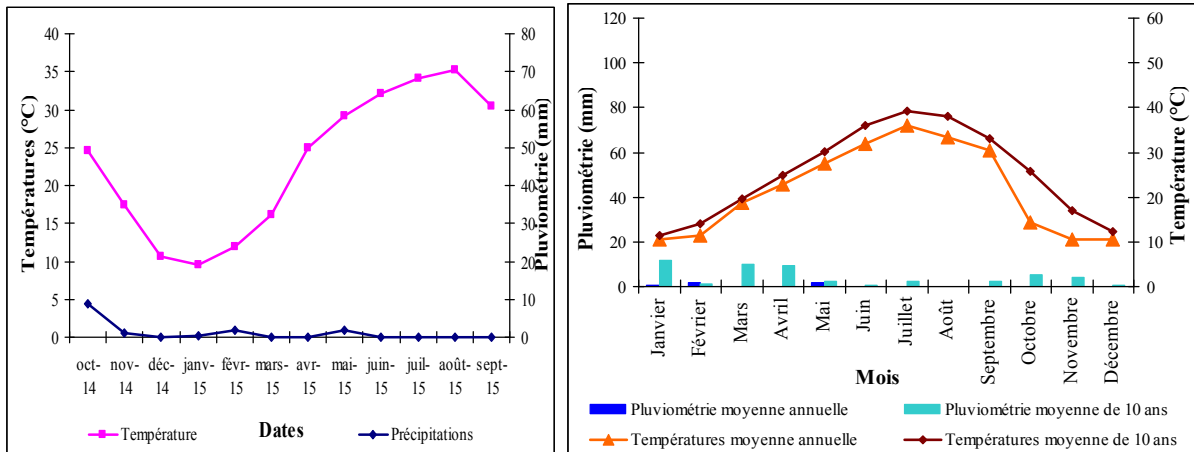 Températures (°C)
40
35
30
25
20
15
10
5
0
80
70
60
50
40
30
20
10
0
Pluviométrie (mm)
oct- nov- déc- janv- févr- mars- avr- mai- juin- juil- août- sept-
14 14 14 15 15 15 15 15 15 15 15 15
Dates
Température
Précipitations
Pluviométrie (mm)
120
100
80
60
40
20
0
60
50
40
30
20
10
0
Température (°C)
Janvier
Février
Mars
Avril
Mai
Juin
Juillet
Août
Septembre
Octobre
Novembre
Décembre
Mois
Pluviométrie moyenne annuelle
Pluviométrie moyenne de 10 ans
Températures moyenne annuelle
Températures moyenne de 10 ans